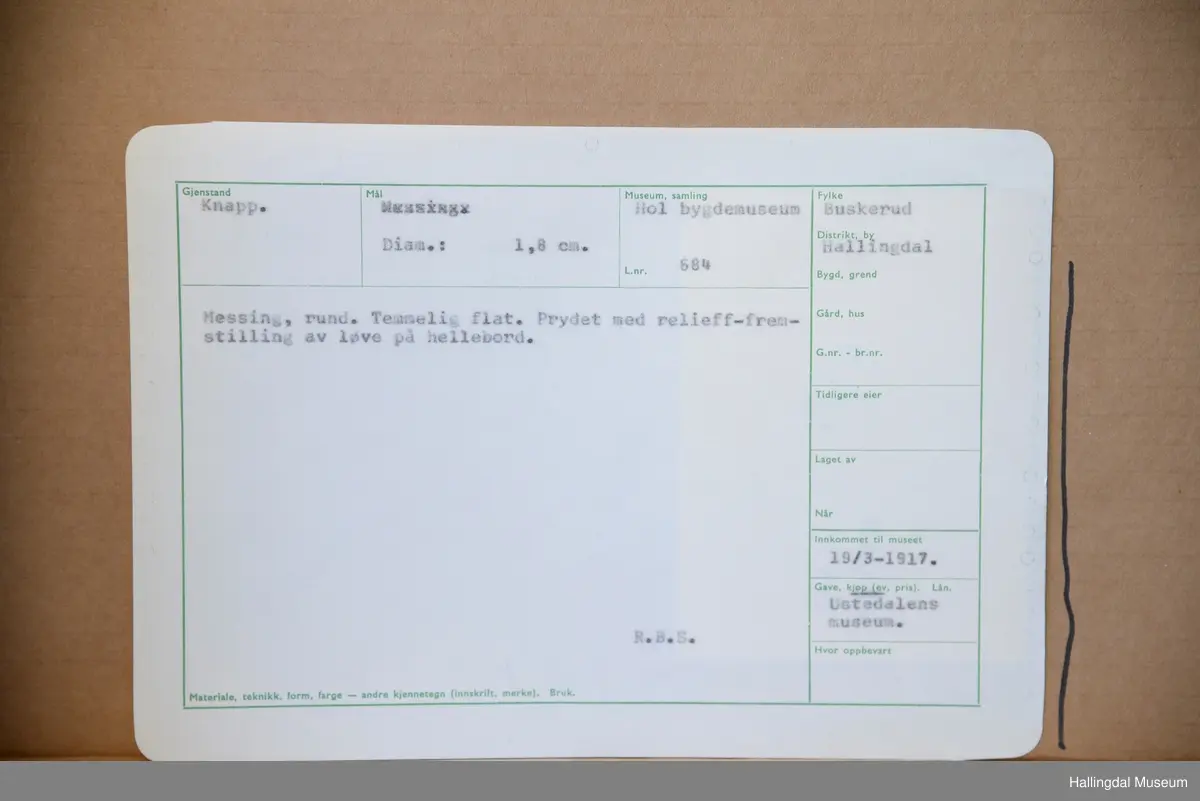 Gjenstand
Knapp.
Mål
Diam.: 1,8 cm.
Museum, samling
Hol bygdemuseum
L.nr. 684
Fylke
Buskerud
Distrikt, by
Hallingdal
Bygd, grend
Gård, hus
G.nr. - br.nr.
Tidligere eier
Laget av
Når
Innkommet til museet
19/3-1917.
Gave, kjøp (ev. pris). Lån.
Ustedalens
museum.
Hvor oppbevart
Messing, rund. Temmelig flat. Prydet med relieff-frem-
stilling av løve på hellebord.
R.B.S.
Materiale, teknikk, form, farge — andre kjennetegn (innskrift, merke). Bruk.
Hallingdal Museum